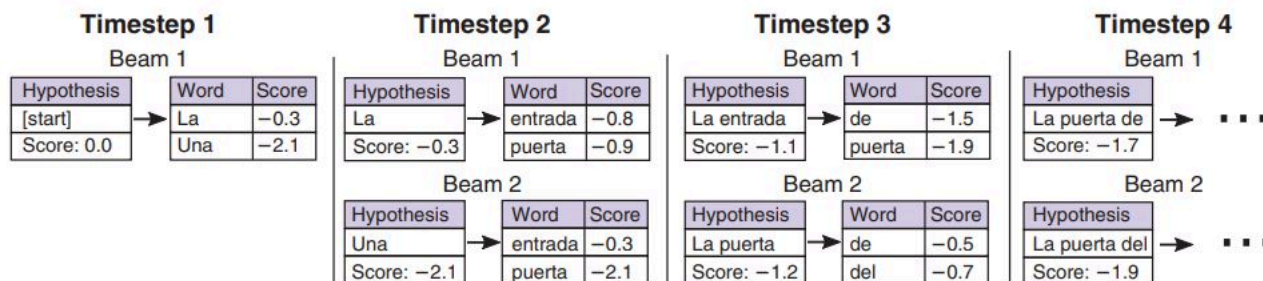 Timestep 1 Timestep 2 Timestep 3 Timestep 4
Beam 1 Beam 1 Beam 1 Beam 1
Hypothesis Word Score Hypothesis Word Score Hypothesis Word Score Hypothesis
[start] La −0.3 La entrada −0.8 La entrada de −1.5 La puerta de ...
Score: 0.0 Una −2.1 Score: −0.3 puerta −0.9 Score: −1.1 puerta −1.9 Score: −1.7
Beam 2 Beam 2 Beam 2
Hypothesis Word Score Hypothesis Word Score Hypothesis
Una entrada −0.3 La puerta de −0.5 La puerta del ...
Score: −2.1 puerta −2.1 Score: −1.2 del −0.7 Score: −1.9